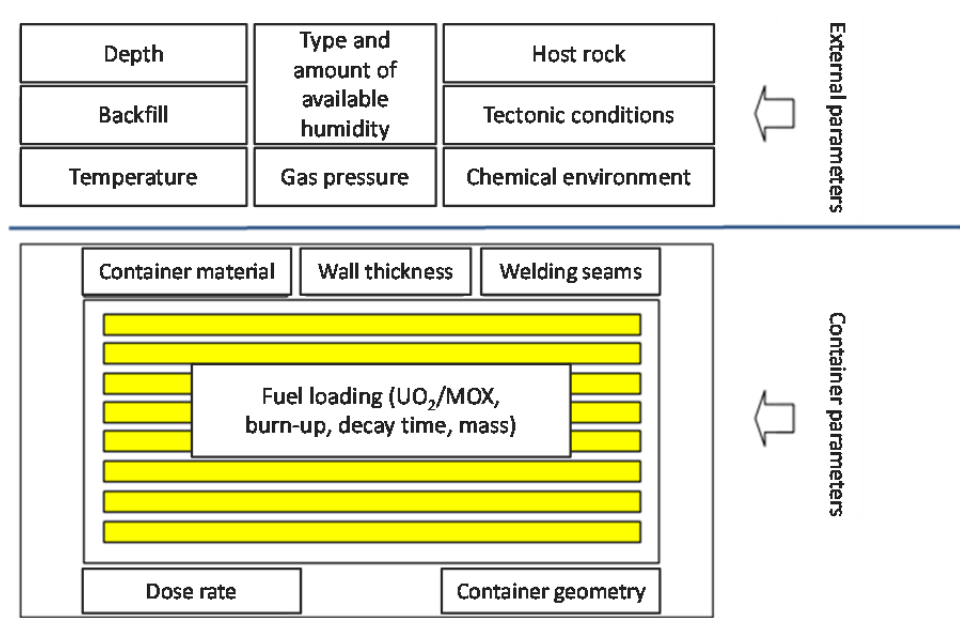 Depth
Type and
amount of
available
humidity
Host rock
Backfill
Tectonic conditions
Temperature
Gas pressure
Chemical environment
External parameters
Container material
Wall thickness
Welding seams
Fuel loading (UO₂/MOX,
burn-up, decay time, mass)
Dose rate
Container geometry
Container parameters